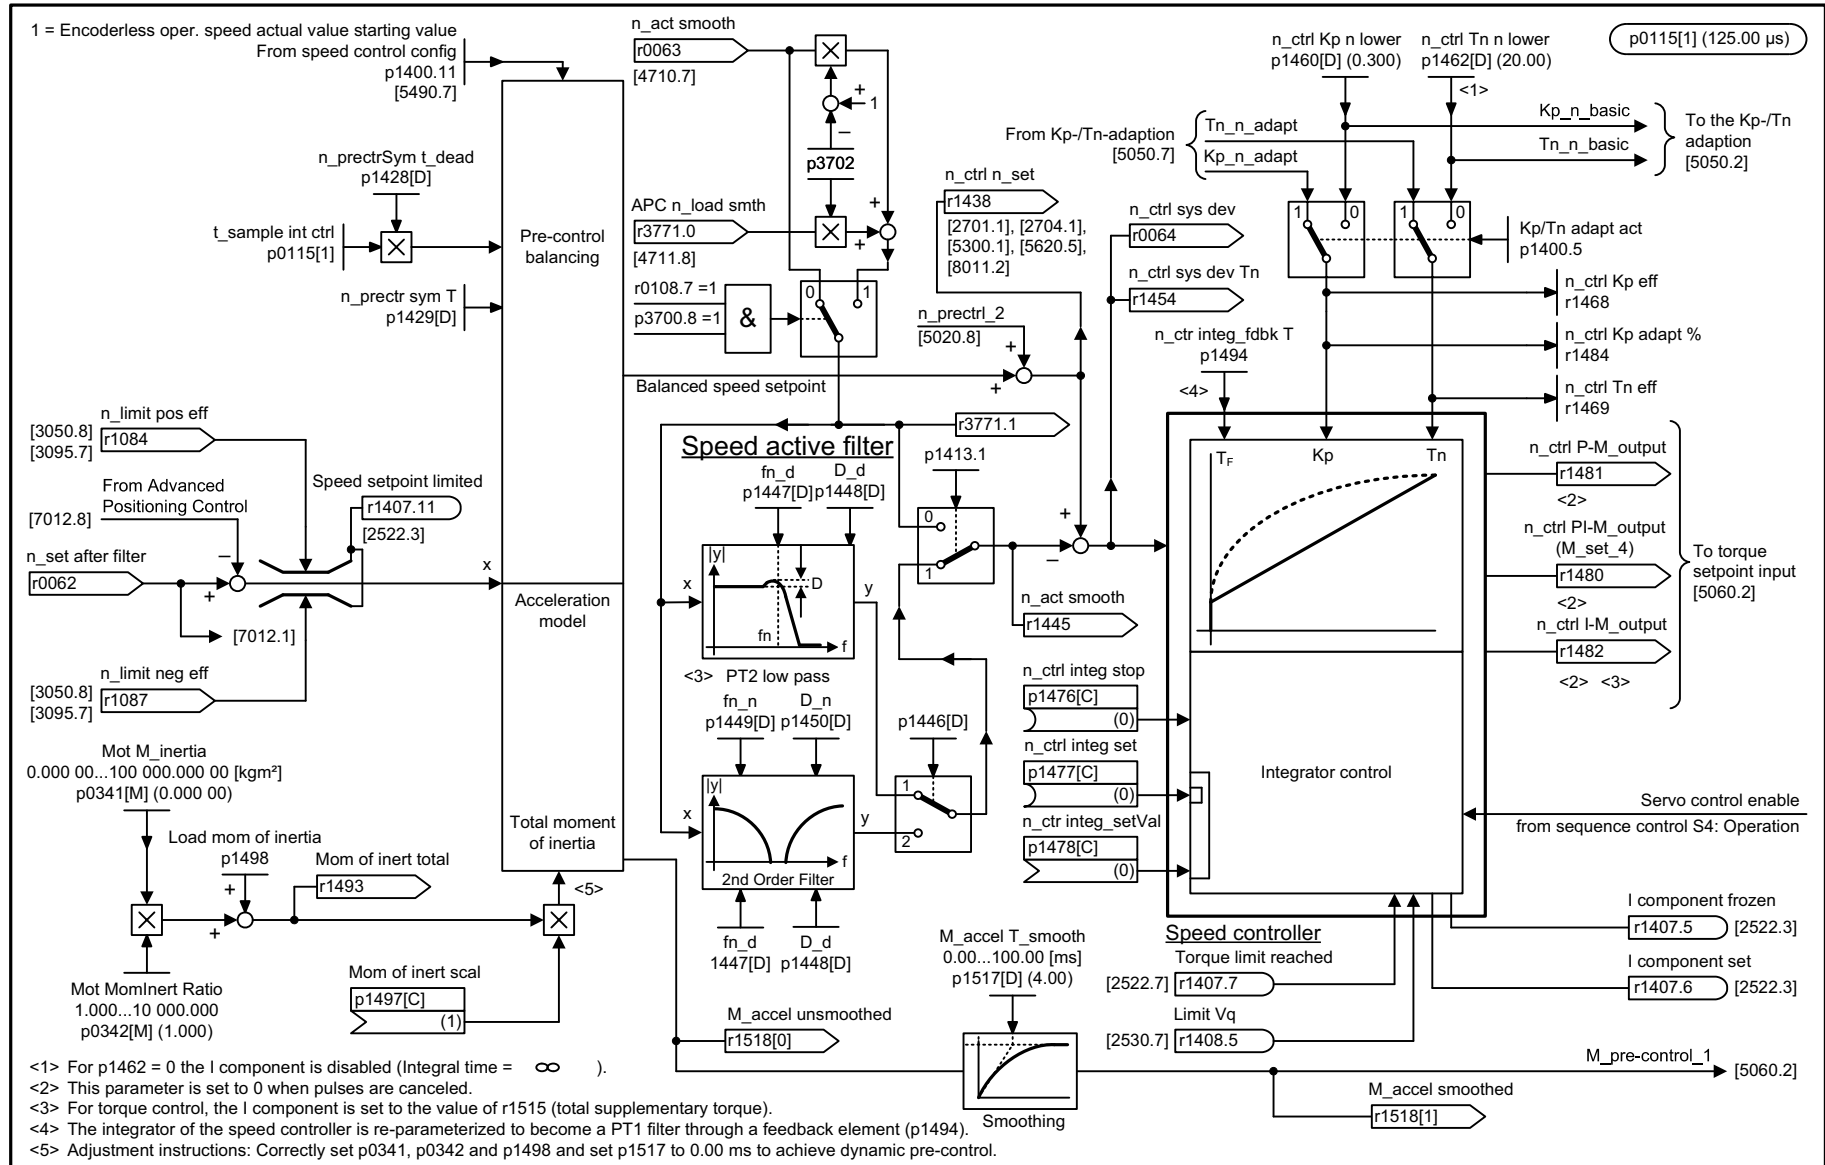 1 = Encoderless oper. speed actual value starting value
From speed control config
p1400.11
[5490.7]
n_prectrSym t_dead
p1428[D]
t_sample int ctrl
p0115[1]
n_prectr sym T
p1429[D]
Pre-control
balancing
Acceleration
model
Total moment
of inertia
n_act smooth
r0063
[4710.7]
+
1
−
p3702
APC n_load smth
r3771.0
[4711.8]
+
+
r0108.7 =1
p3700.8 =1
&
0
1
n_ctrl n_set
r1438
[2701.1], [2704.1],
[5300.1], [5620.5],
[8011.2]
n_prectrl_2
[5020.8]
+
+
Balanced speed setpoint
n_ctrl sys dev
r0064
n_ctrl sys dev Tn
r1454
n_ctrl Kp n lower
p1460[D] (0.300)
n_ctrl Tn n lower
p1462[D] (20.00)
<1>
p0115[1] (125.00 µs)
From Kp-/Tn-adaption
[5050.7]
Tn_n_adapt
Kp_n_adapt
Kp_n_basic
Tn_n_basic
To the Kp-/Tn
adaption
[5050.2]
1
0
1
0
Kp/Tn adapt act
p1400.5
n_ctrl Kp eff
r1468
n_ctrl Kp adapt %
r1484
n_ctrl Tn eff
r1469
n_ctr integ_fdbk T
p1494
<4>
n_limit pos eff
[3050.8]
[3095.7]
r1084
From Advanced
Positioning Control
[7012.8]
Speed setpoint limited
r1407.11
[2522.3]
n_set after filter
r0062
−
+
x
[7012.1]
n_limit neg eff
[3050.8]
[3095.7]
r1087
r3771.1
Speed active filter
fn_d
p1447[D]
D_d
p1448[D]
|y|
x
D
fn
f
y
<3> PT2 low pass
fn_n
p1449[D]
D_n
p1450[D]
|y|
x
f
y
2nd Order Filter
fn_d
1447[D]
D_d
p1448[D]
p1413.1
0
1
p1446[D]
1
2
+
−
n_act smooth
r1445
TF
Kp
Tn
Integrator control
Speed controller
n_ctrl P-M_output
r1481
<2>
n_ctrl PI-M_output
(M_set_4)
r1480
<2>
n_ctrl I-M_output
r1482
<2> <3>
To torque
setpoint input
[5060.2]
n_ctrl integ stop
p1476[C]
(0)
n_ctrl integ set
p1477[C]
(0)
n_ctr integ_setVal
p1478[C]
(0)
Servo control enable
from sequence control S4: Operation
Mot M_inertia
0.000 00...100 000.000 00 [kgm²]
p0341[M] (0.000 00)
Load mom of inertia
p1498
+
+
Mom of inert total
r1493
<5>
Mot MomInert Ratio
1.000...10 000.000
p0342[M] (1.000)
Mom of inert scal
p1497[C]
(1)
M_accel unsmoothed
r1518[0]
M_accel T_smooth
0.00...100.00 [ms]
p1517[D] (4.00)
Smoothing
Torque limit reached
[2522.7]
r1407.7
Limit Vq
[2530.7]
r1408.5
I component frozen
r1407.5
[2522.3]
I component set
r1407.6
[2522.3]
M_pre-control_1
[5060.2]
M_accel smoothed
r1518[1]
<1> For p1462 = 0 the I component is disabled (Integral time = ∞ ).
<2> This parameter is set to 0 when pulses are canceled.
<3> For torque control, the I component is set to the value of r1515 (total supplementary torque).
<4> The integrator of the speed controller is re-parameterized to become a PT1 filter through a feedback element (p1494).
<5> Adjustment instructions: Correctly set p0341, p0342 and p1498 and set p1517 to 0.00 ms to achieve dynamic pre-control.